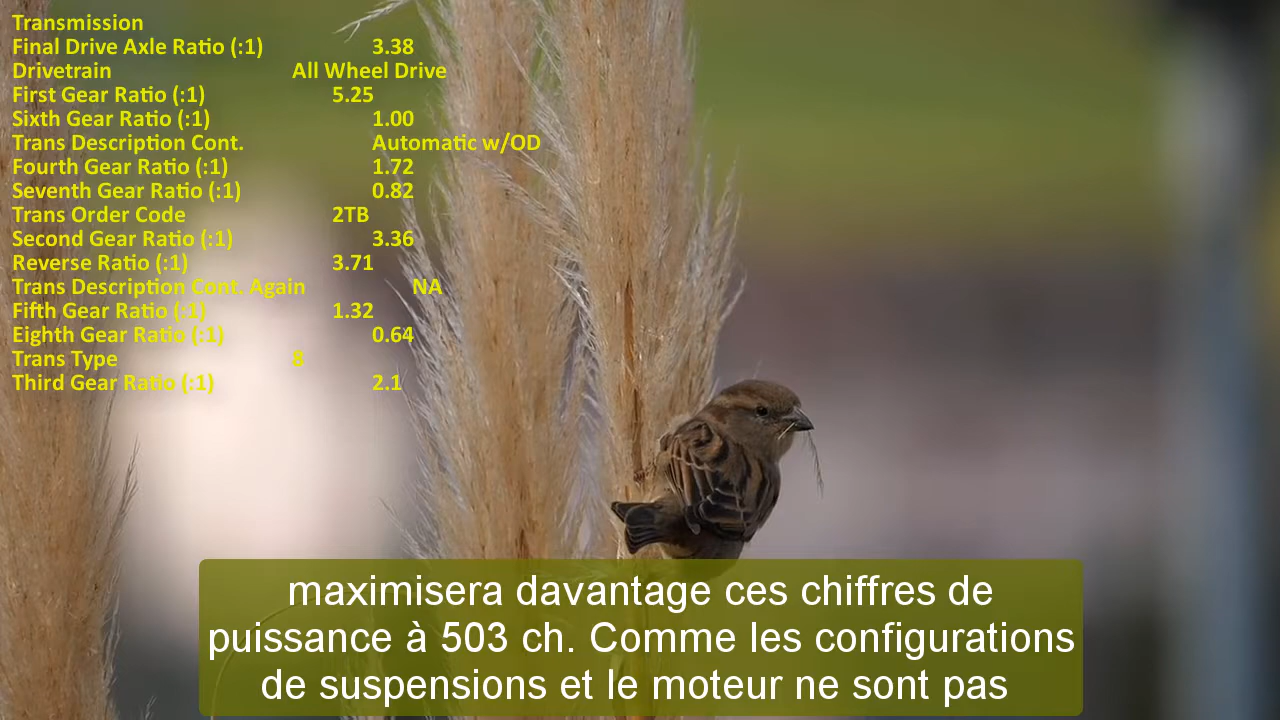 Transmission
Final Drive Axle Ratio (:1) 3.38
Drivetrain All Wheel Drive
First Gear Ratio (:1) 5.25
Sixth Gear Ratio (:1) 1.00
Trans Description Cont. Automatic w/OD
Fourth Gear Ratio (:1) 1.72
Seventh Gear Ratio (:1) 0.82
Trans Order Code 2TB
Second Gear Ratio (:1) 3.36
Reverse Ratio (:1) 3.71
Trans Description Cont. Again NA
Fifth Gear Ratio (:1) 1.32
Eighth Gear Ratio (:1) 0.64
Trans Type 8
Third Gear Ratio (:1) 2.1
maximisera davantage ces chiffres de
puissance à 503 ch. Comme les configurations
de suspensions et le moteur ne sont pas